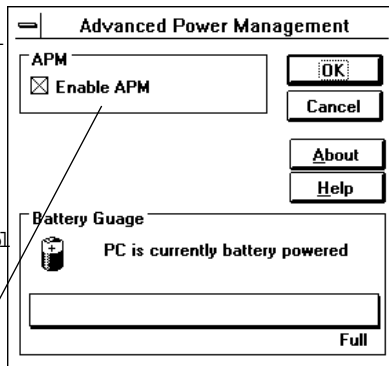 Advanced Power Management
APM
Enable APM
OK
Cancel
About
Help
Battery Guage
PC is currently battery powered
Full